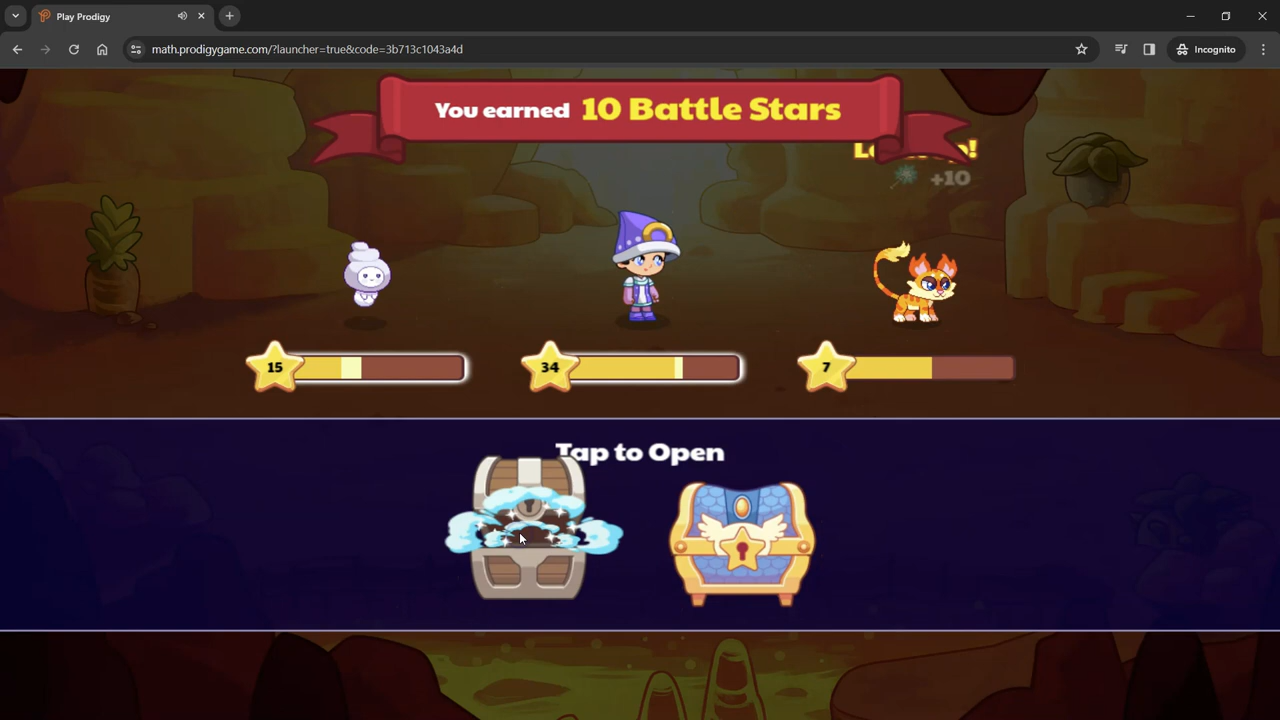 Play Prodigy
math.prodigygame.com/?launcher=true&code=3b713c1043a4d
Incognito
You earned 10 Battle Stars
+10
15
34
7
Tap to Open